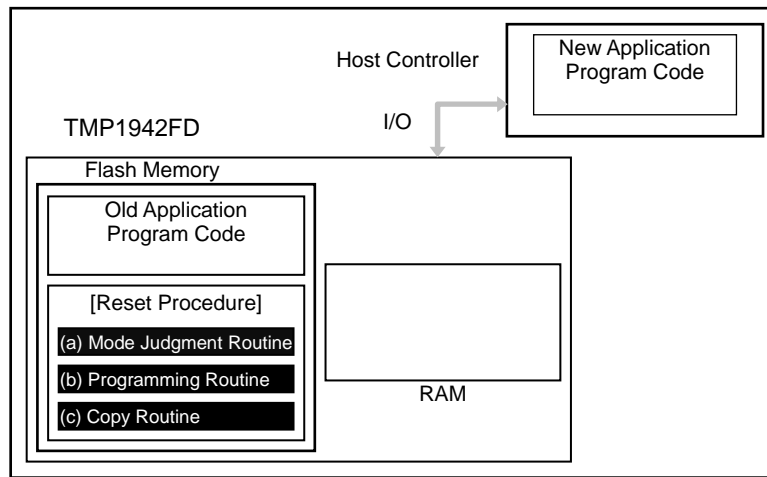 Host Controller
New Application
Program Code
I/O
TMP1942FD
Flash Memory
Old Application
Program Code
[Reset Procedure]
(a) Mode Judgment Routine
(b) Programming Routine
(c) Copy Routine
RAM